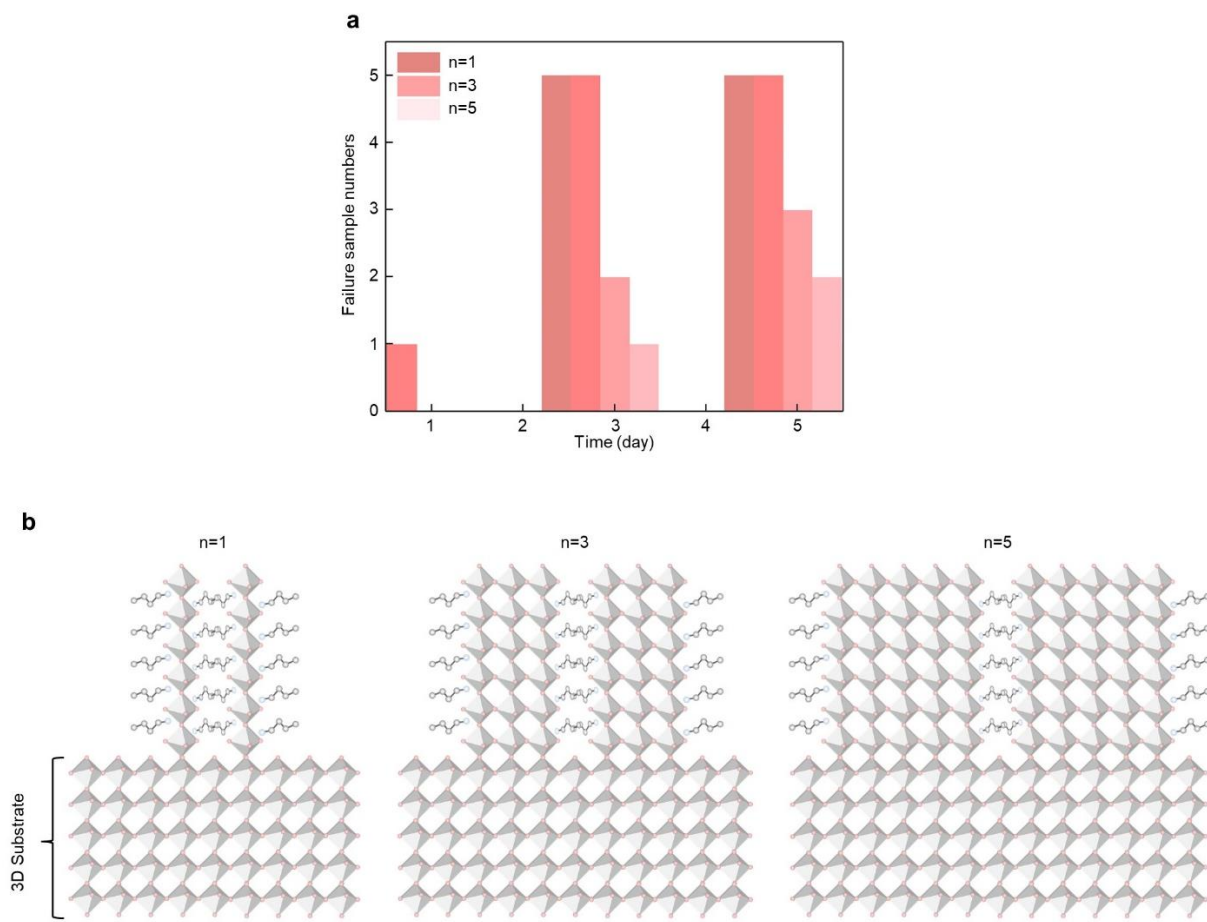 a
n=1
n=3
n=5
Failure sample numbers
5
4
3
2
1
0
1 2 3 4 5
Time (day)
b
n=1 n=3 n=5
3D Substrate